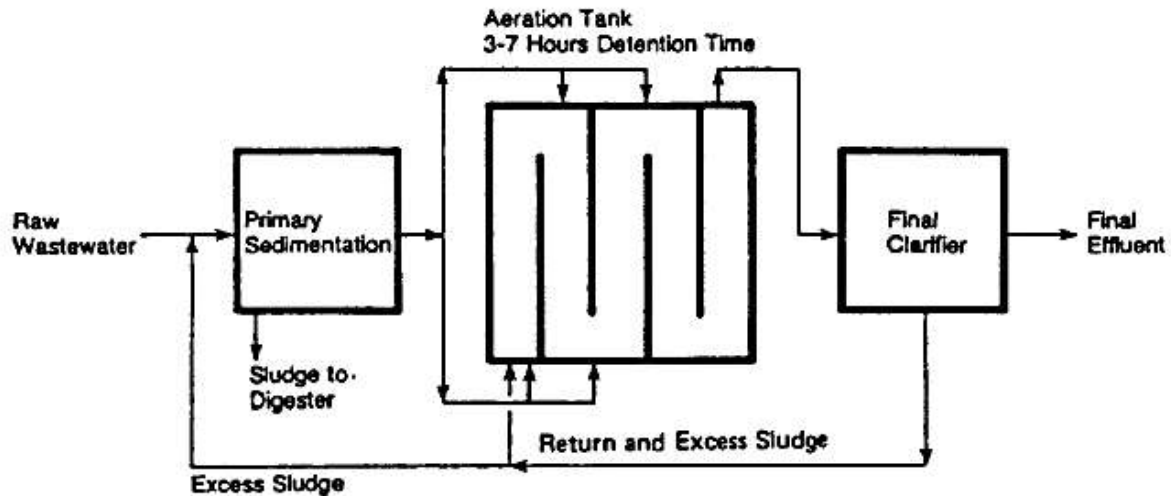 Aeration Tank
3-7 Hours Detention Time
Raw
Wastewater
Primary
Sedimentation
Final
Clarifier
Final
Effluent
Sludge to
Digester
Return and Excess Sludge
Excess Sludge